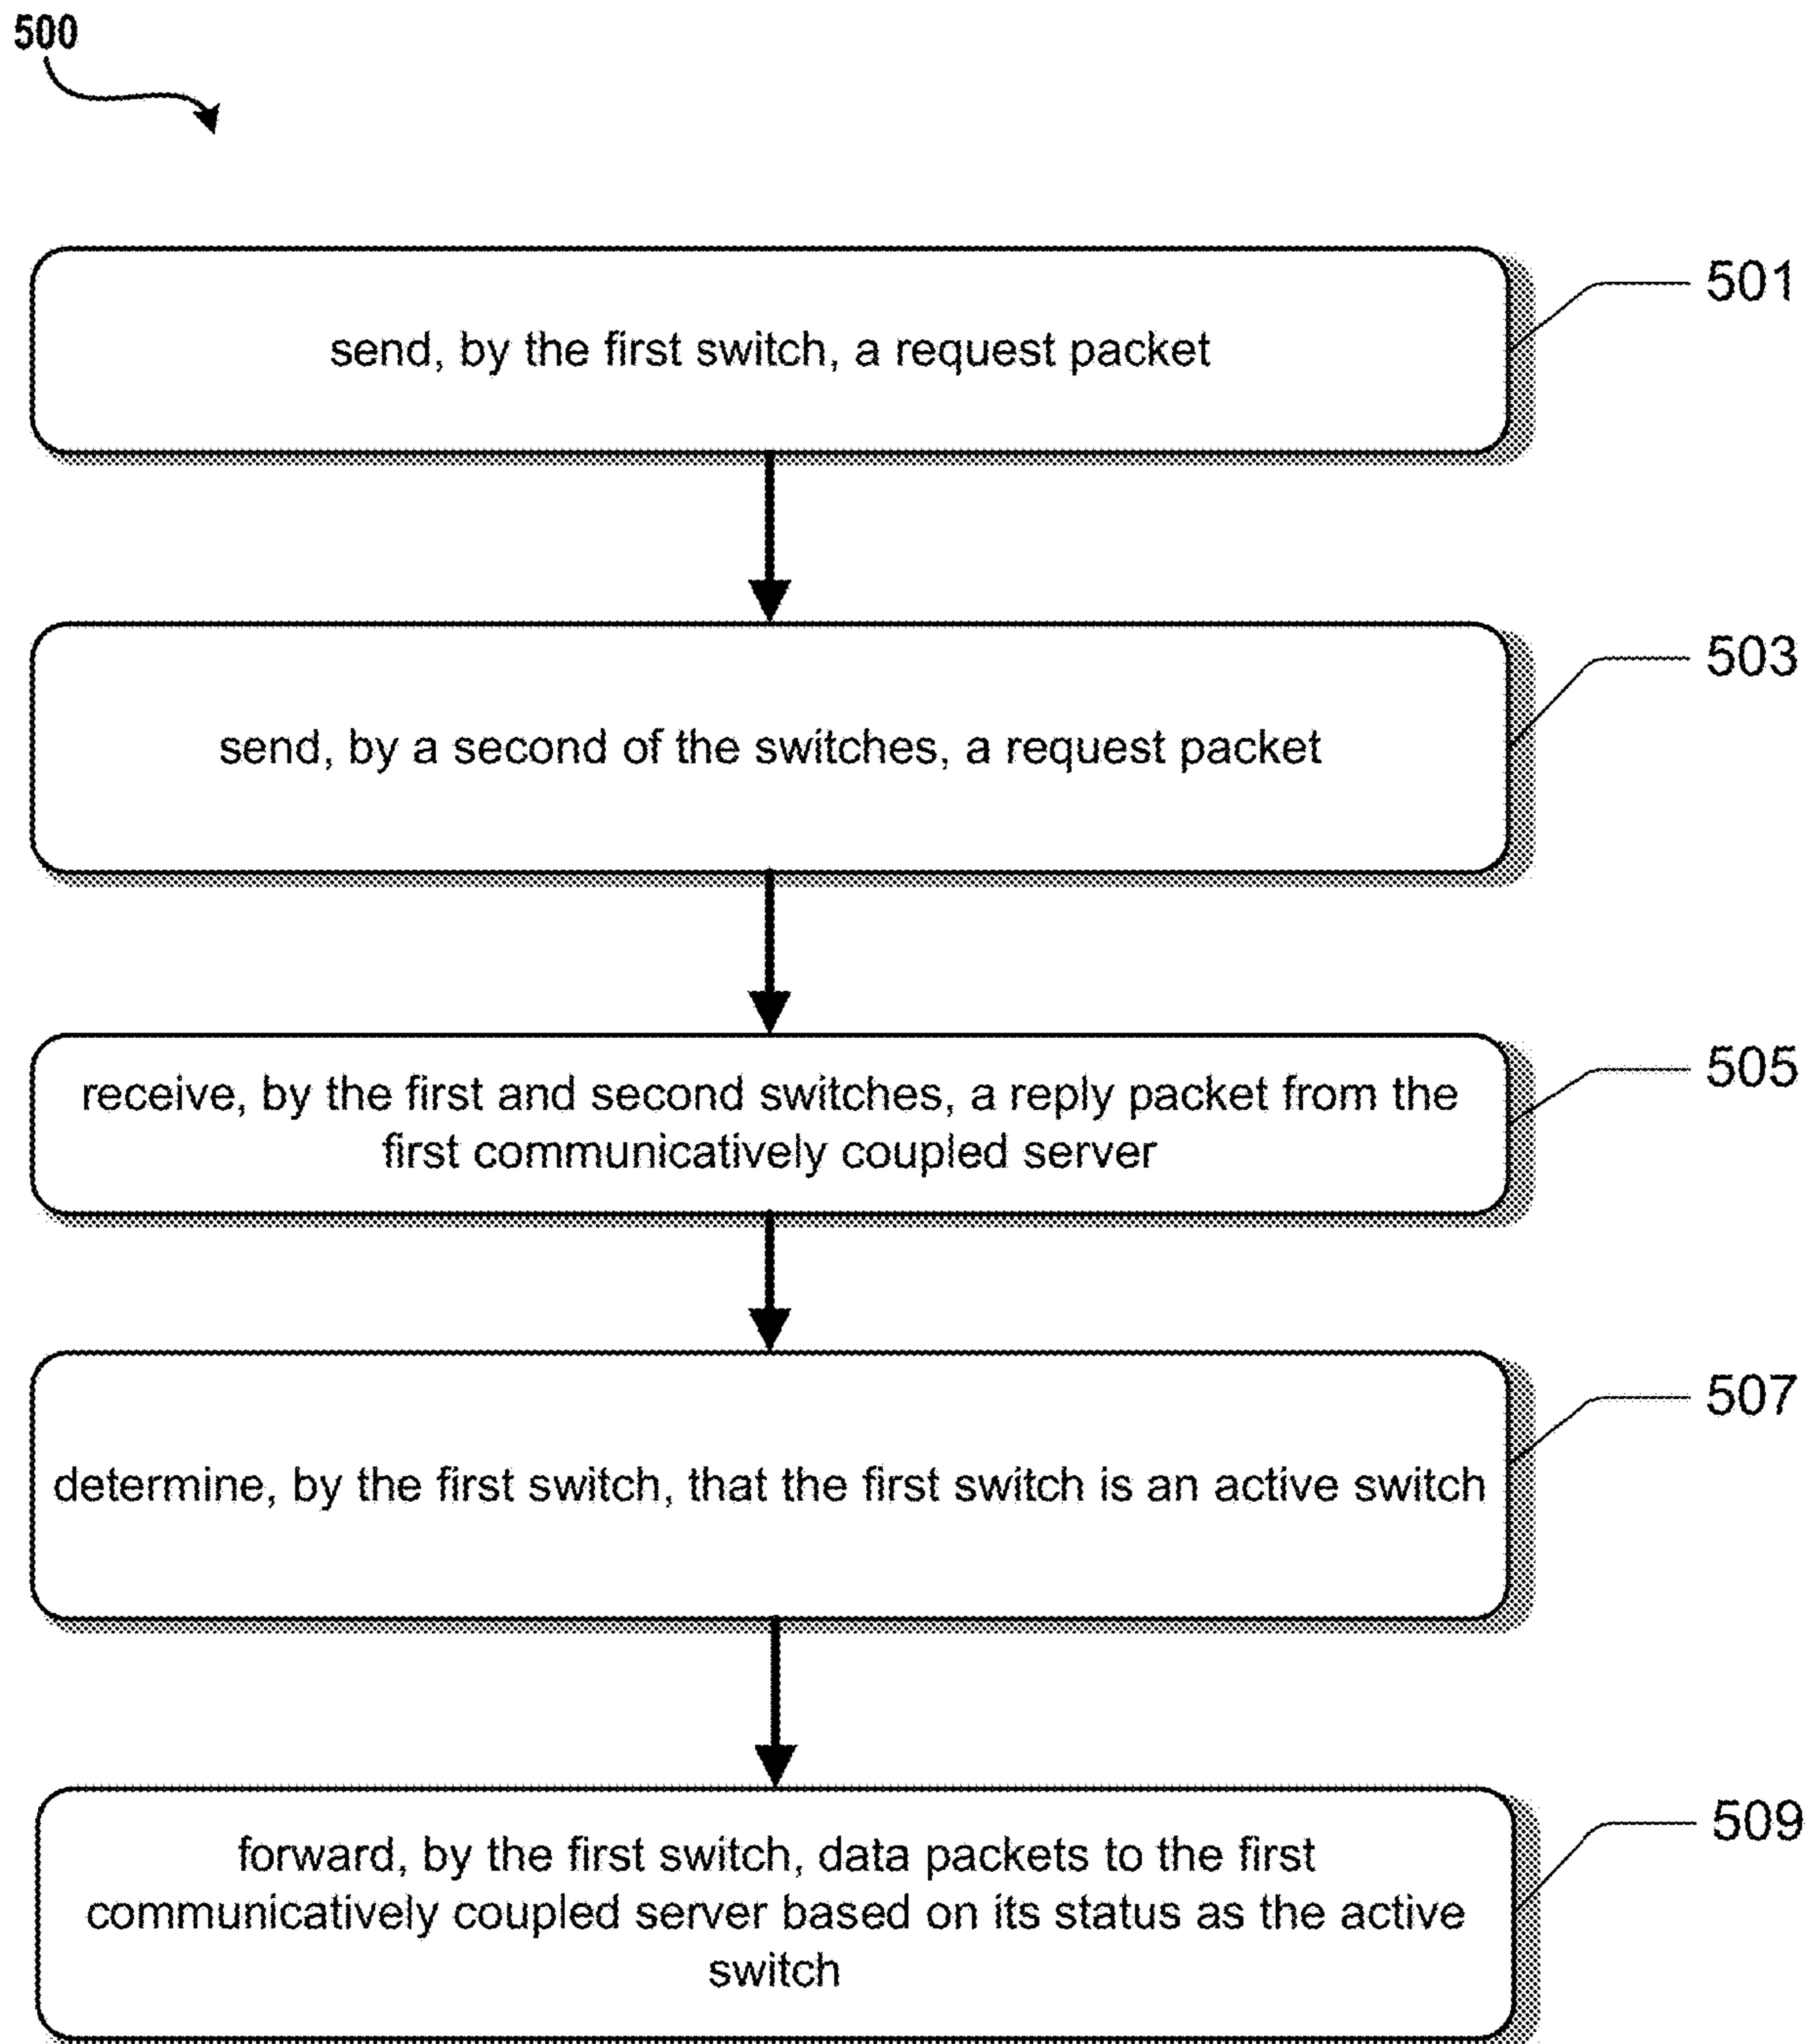 500
send, by the first switch, a request packet
501
send, by a second of the switches, a request packet
503
receive, by the first and second switches, a reply packet from the
first communicatively coupled server
505
determine, by the first switch, that the first switch is an active switch
507
forward, by the first switch, data packets to the first
communicatively coupled server based on its status as the active
switch
509